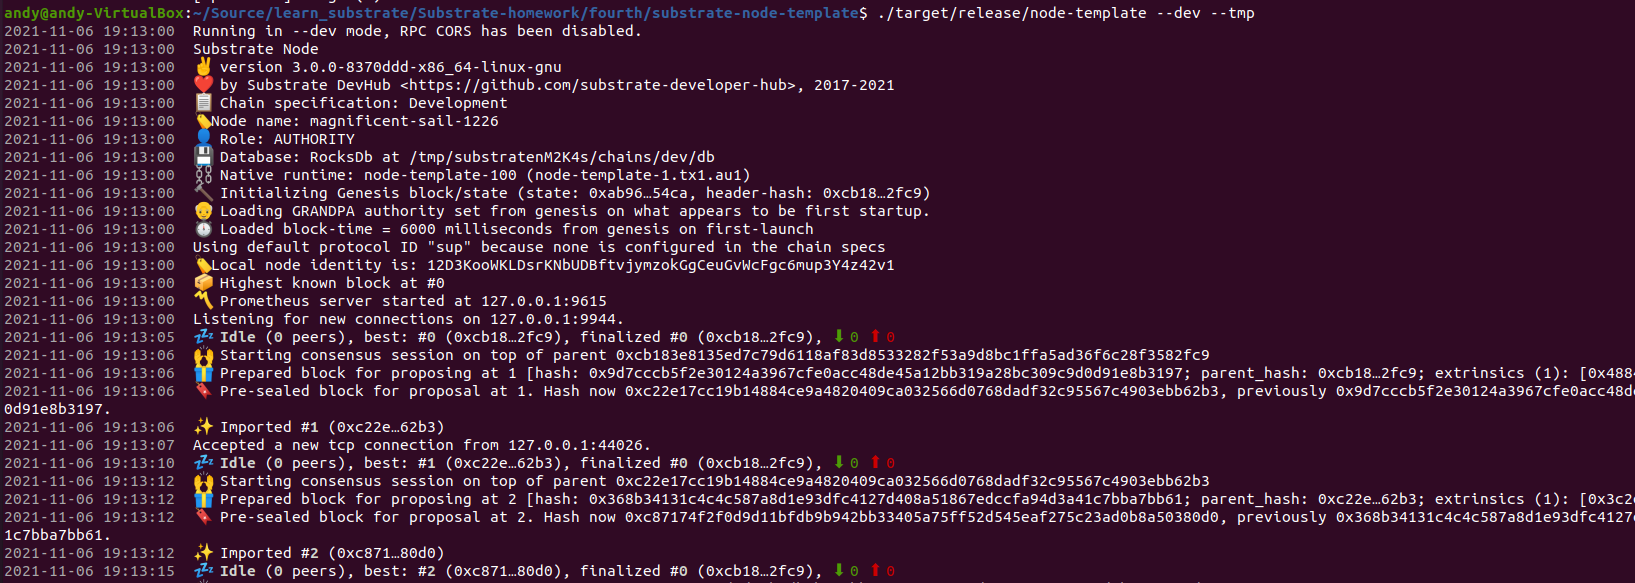 andy@andy-VirtualBox:~/Source/learn_substrate/Substrate-homework/fourth/substrate-node-template$ ./target/release/node-template --dev --tmp
2021-11-06 19:13:00 Running in --dev mode, RPC CORS has been disabled.
2021-11-06 19:13:00 Substrate Node
2021-11-06 19:13:00 ✌️ version 3.0.0-8370ddd-x86_64-linux-gnu
2021-11-06 19:13:00 ❤️ by Substrate DevHub <https://github.com/substrate-developer-hub>, 2017-2021
2021-11-06 19:13:00 📋 Chain specification: Development
2021-11-06 19:13:00 🏷 Node name: magnificent-sail-1226
2021-11-06 19:13:00 👤 Role: AUTHORITY
2021-11-06 19:13:00 💾 Database: RocksDb at /tmp/substratenM2K4s/chains/dev/db
2021-11-06 19:13:00 ⛓ Native runtime: node-template-100 (node-template-1.tx1.au1)
2021-11-06 19:13:00 🔨 Initializing Genesis block/state (state: 0xab96…54ca, header-hash: 0xcb18…2fc9)
2021-11-06 19:13:00 👴 Loading GRANDPA authority set from genesis on what appears to be first startup.
2021-11-06 19:13:00 ⏱ Loaded block-time = 6000 milliseconds from genesis on first-launch
2021-11-06 19:13:00 Using default protocol ID "sup" because none is configured in the chain specs
2021-11-06 19:13:00 🏷 Local node identity is: 12D3KooWKLDsrKNbUDBftvjymzokGgCeuGvWcFgc6mup3Y4z42v1
2021-11-06 19:13:00 📦 Highest known block at #0
2021-11-06 19:13:00 〽️ Prometheus server started at 127.0.0.1:9615
2021-11-06 19:13:00 Listening for new connections on 127.0.0.1:9944.
2021-11-06 19:13:05 💤 Idle (0 peers), best: #0 (0xcb18…2fc9), finalized #0 (0xcb18…2fc9), ⬇ 0 ⬆ 0
2021-11-06 19:13:06 🙌 Starting consensus session on top of parent 0xcb183e8135ed7c79d6118af83d8533282f53a9d8bc1ffa5ad36f6c28f3582fc9
2021-11-06 19:13:06 🎁 Prepared block for proposing at 1 [hash: 0x9d7cccb5f2e30124a3967cfe0acc48de45a12bb319a28bc309c9d0d91e8b3197; parent_hash: 0xcb18…2fc9; extrinsics (1): [0x488
2021-11-06 19:13:06 🔖 Pre-sealed block for proposal at 1. Hash now 0xc22e17cc19b14884ce9a4820409ca032566d0768dadf32c95567c4903ebb62b3, previously 0x9d7cccb5f2e30124a3967cfe0acc48d
0d91e8b3197.
2021-11-06 19:13:06 ✨ Imported #1 (0xc22e…62b3)
2021-11-06 19:13:07 Accepted a new tcp connection from 127.0.0.1:44026.
2021-11-06 19:13:10 💤 Idle (0 peers), best: #1 (0xc22e…62b3), finalized #0 (0xcb18…2fc9), ⬇ 0 ⬆ 0
2021-11-06 19:13:12 🙌 Starting consensus session on top of parent 0xc22e17cc19b14884ce9a4820409ca032566d0768dadf32c95567c4903ebb62b3
2021-11-06 19:13:12 🎁 Prepared block for proposing at 2 [hash: 0x368b34131c4c4c587a8d1e93dfc4127d408a51867edccfa94d3a41c7bba7bb61; parent_hash: 0xc22e…62b3; extrinsics (1): [0x3c2
2021-11-06 19:13:12 🔖 Pre-sealed block for proposal at 2. Hash now 0xc87174f2f0d9d11bfdb9b942bb33405a75ff52d545eaf275c23ad0b8a50380d0, previously 0x368b34131c4c4c587a8d1e93dfc4127
1c7bba7bb61.
2021-11-06 19:13:12 ✨ Imported #2 (0xc871…80d0)
2021-11-06 19:13:15 💤 Idle (0 peers), best: #2 (0xc871…80d0), finalized #0 (0xcb18…2fc9), ⬇ 0 ⬆ 0